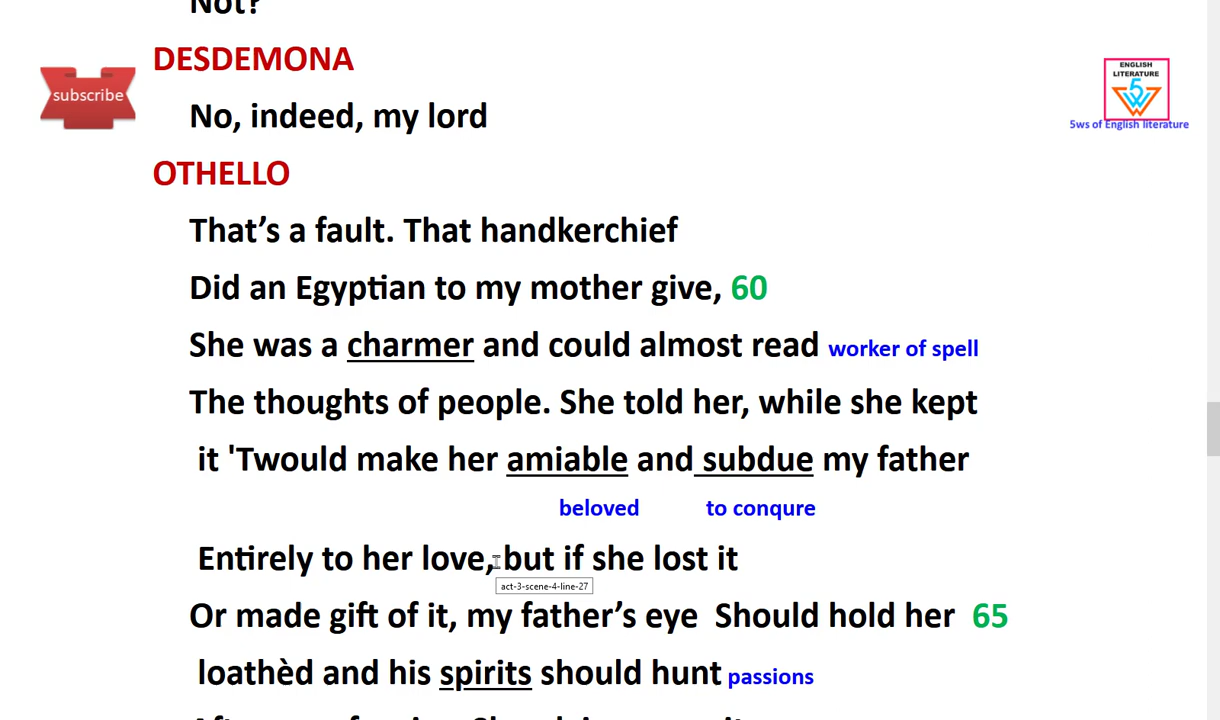 Not?
DESDEMONA
subscribe
ENGLISH
LITERATURE
5
W
5ws of English literature
No, indeed, my lord
OTHELLO
That's a fault. That handkerchief
Did an Egyptian to my mother give, 60
She was a charmer and could almost read worker of spell
The thoughts of people. She told her, while she kept
it 'Twould make her amiable and subdue my father
beloved to conqure
Entirely to her love, but if she lost it
act-3-scene-4-line-27
Or made gift of it, my father's eye Should hold her 65
loathèd and his spirits should hunt passions